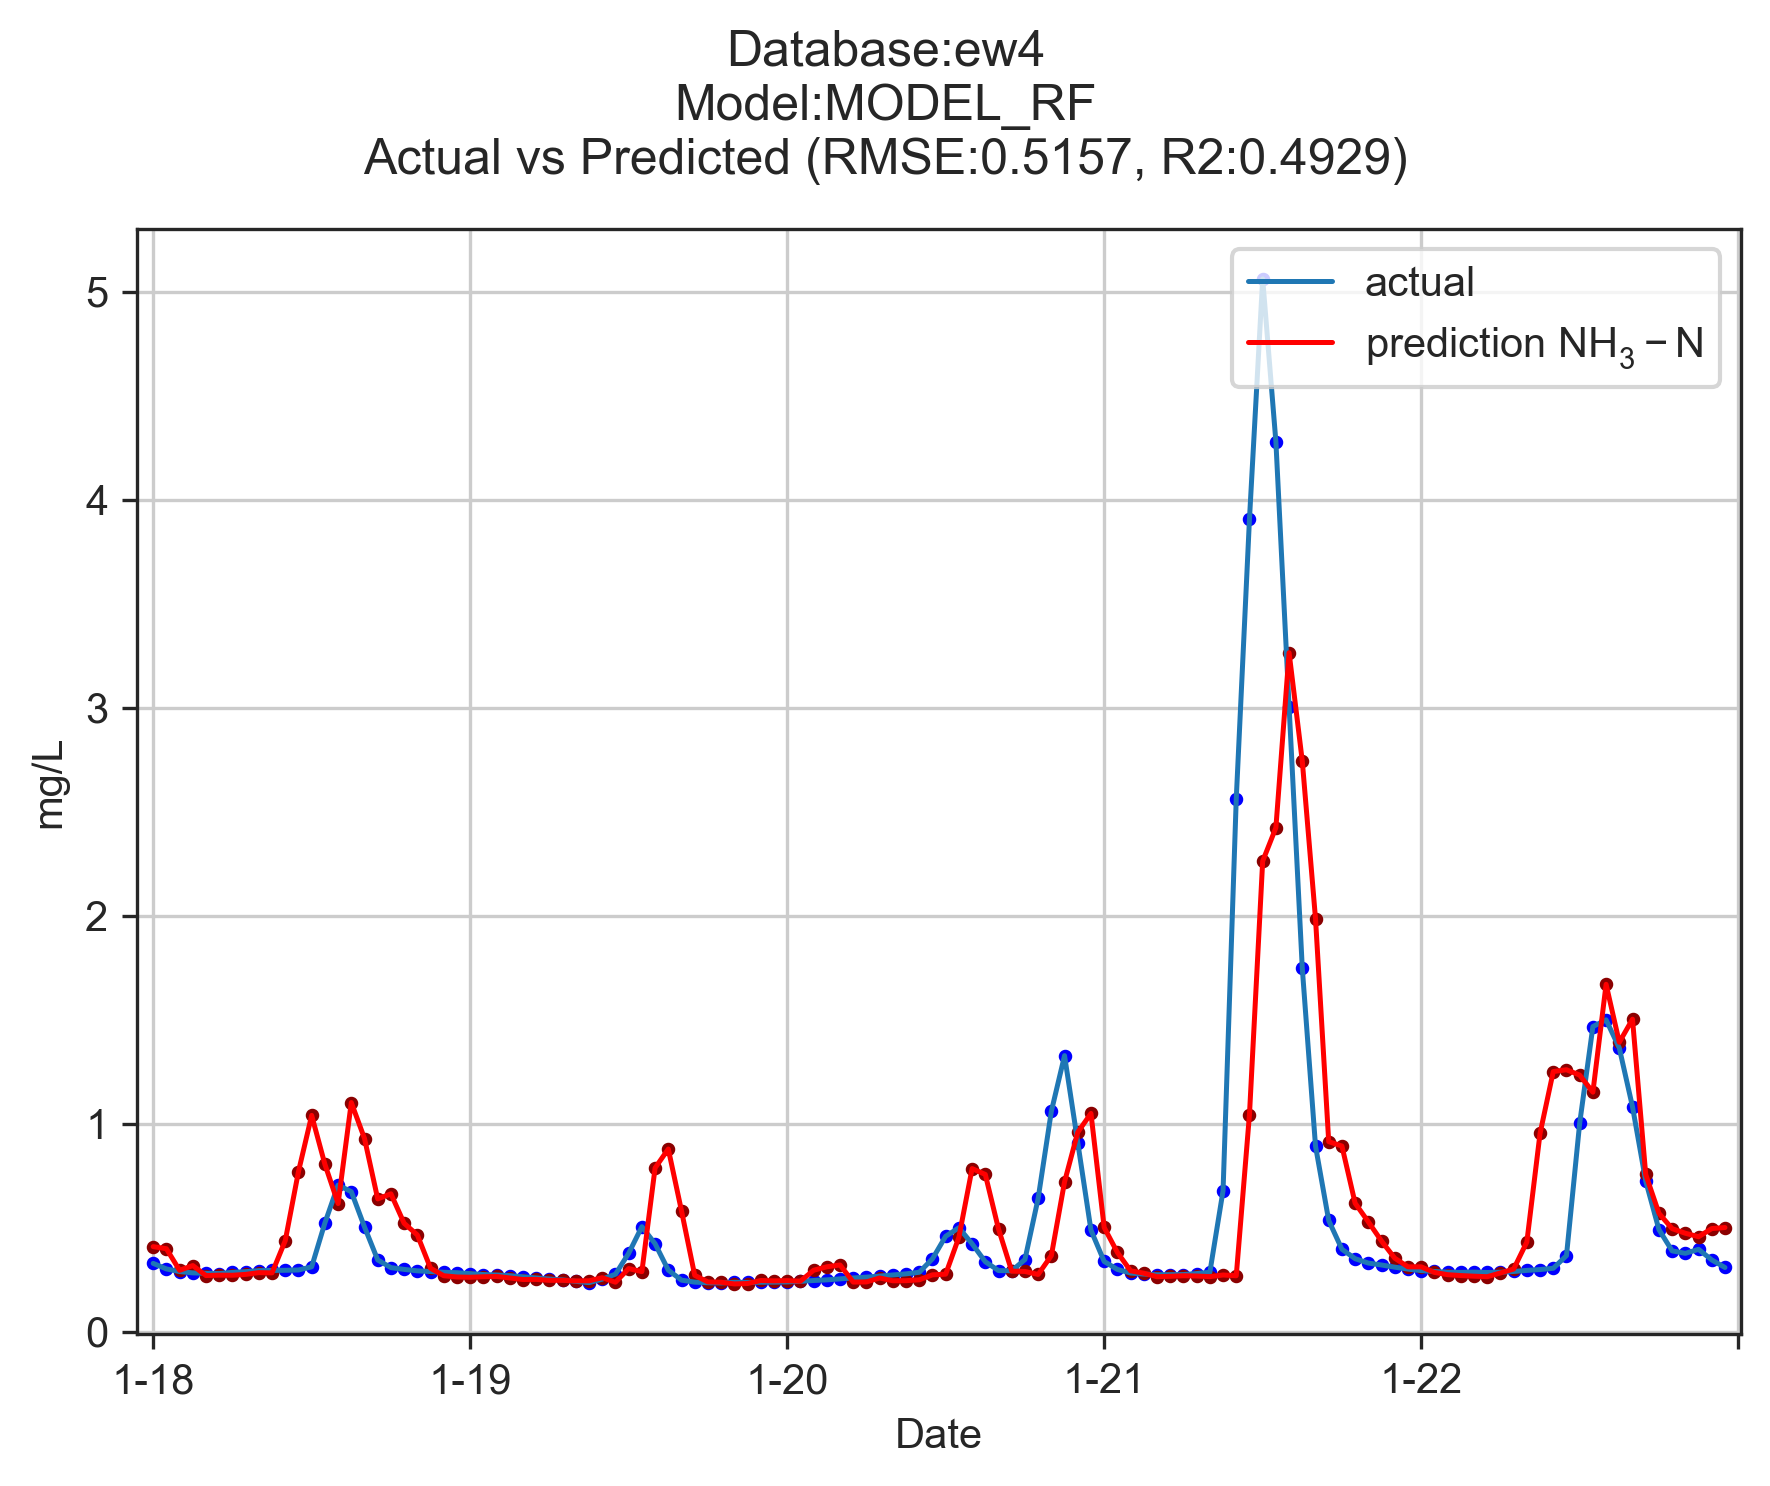 Database:ew4
Model:MODEL_RF
Actual vs Predicted (RMSE:0.5157, R2:0.4929)
actual
prediction NH₃ − N
5
4
3
2
1
0
mg/L
1-18 1-19 1-20 1-21 1-22
Date